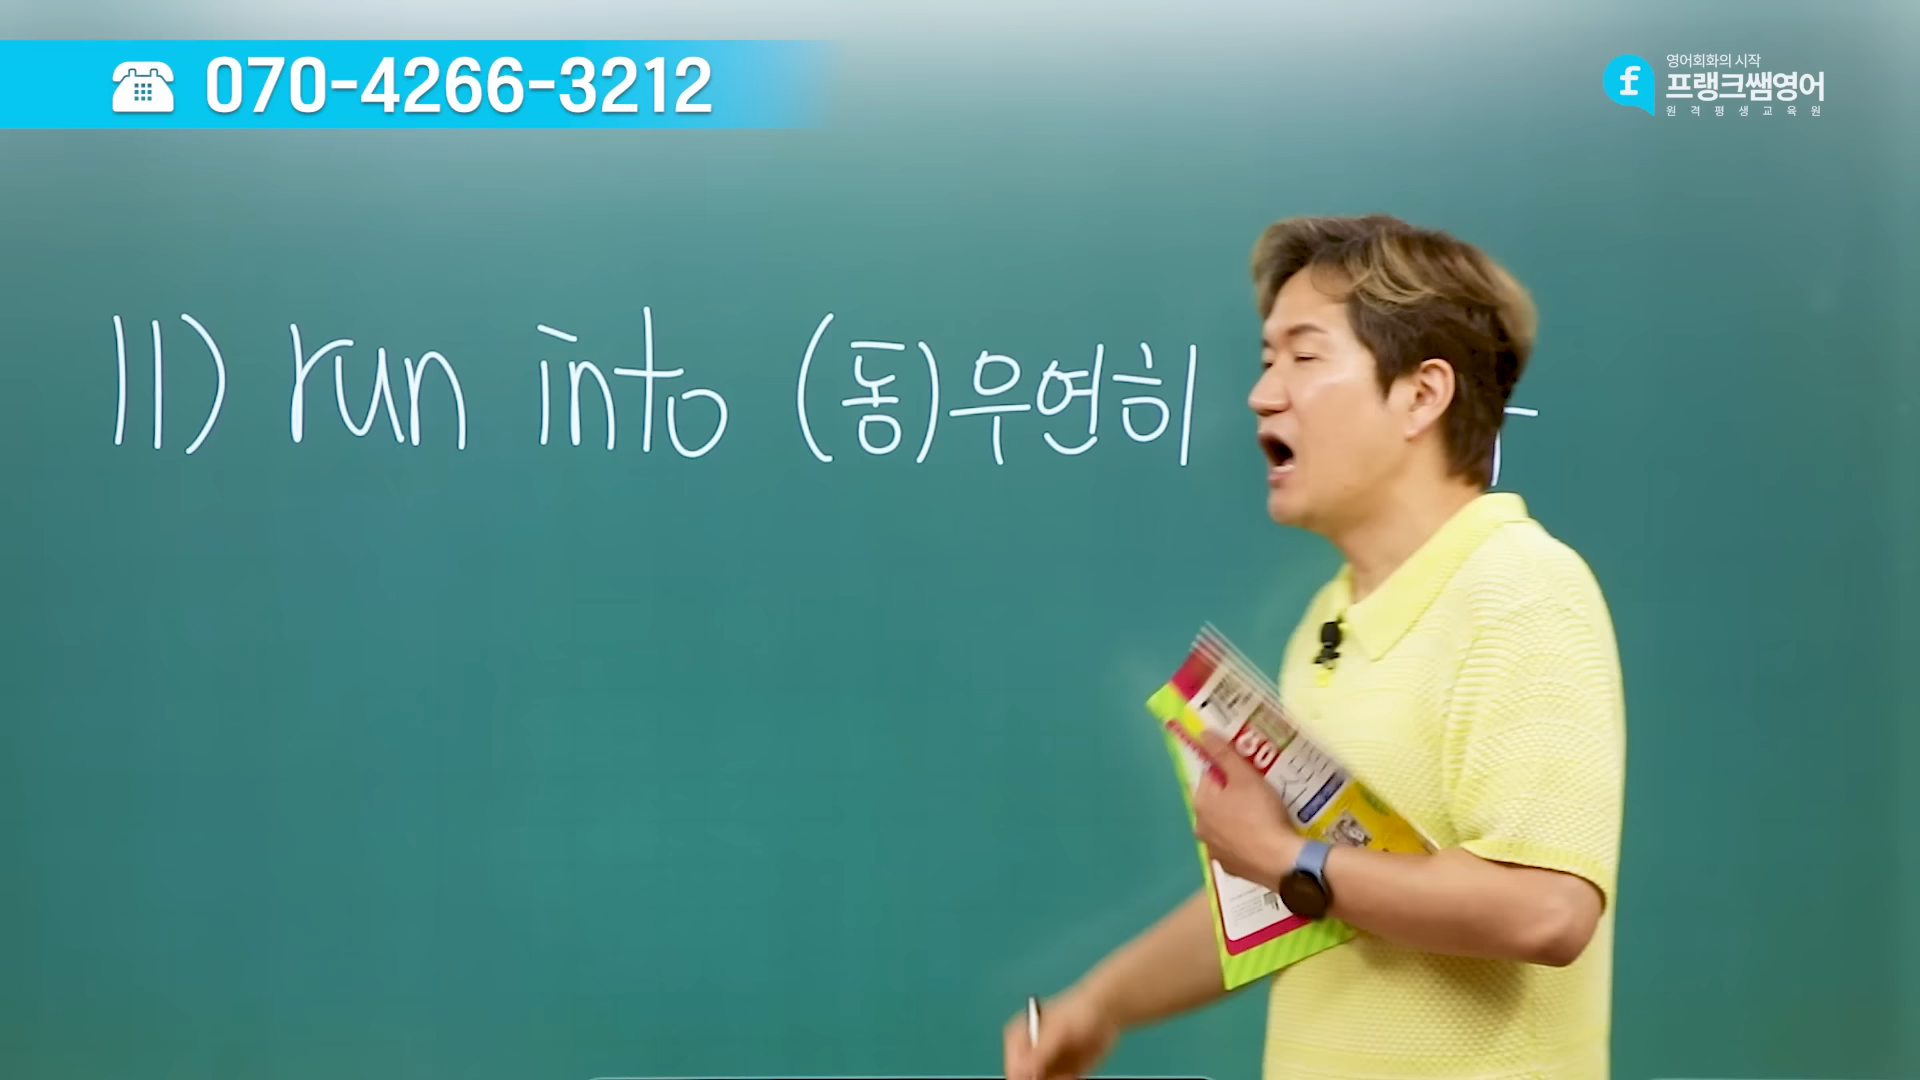 070-4266-3212
영어회화의 시작
프랭크쌤영어
원격평생교육원
11) run into (동)우연히